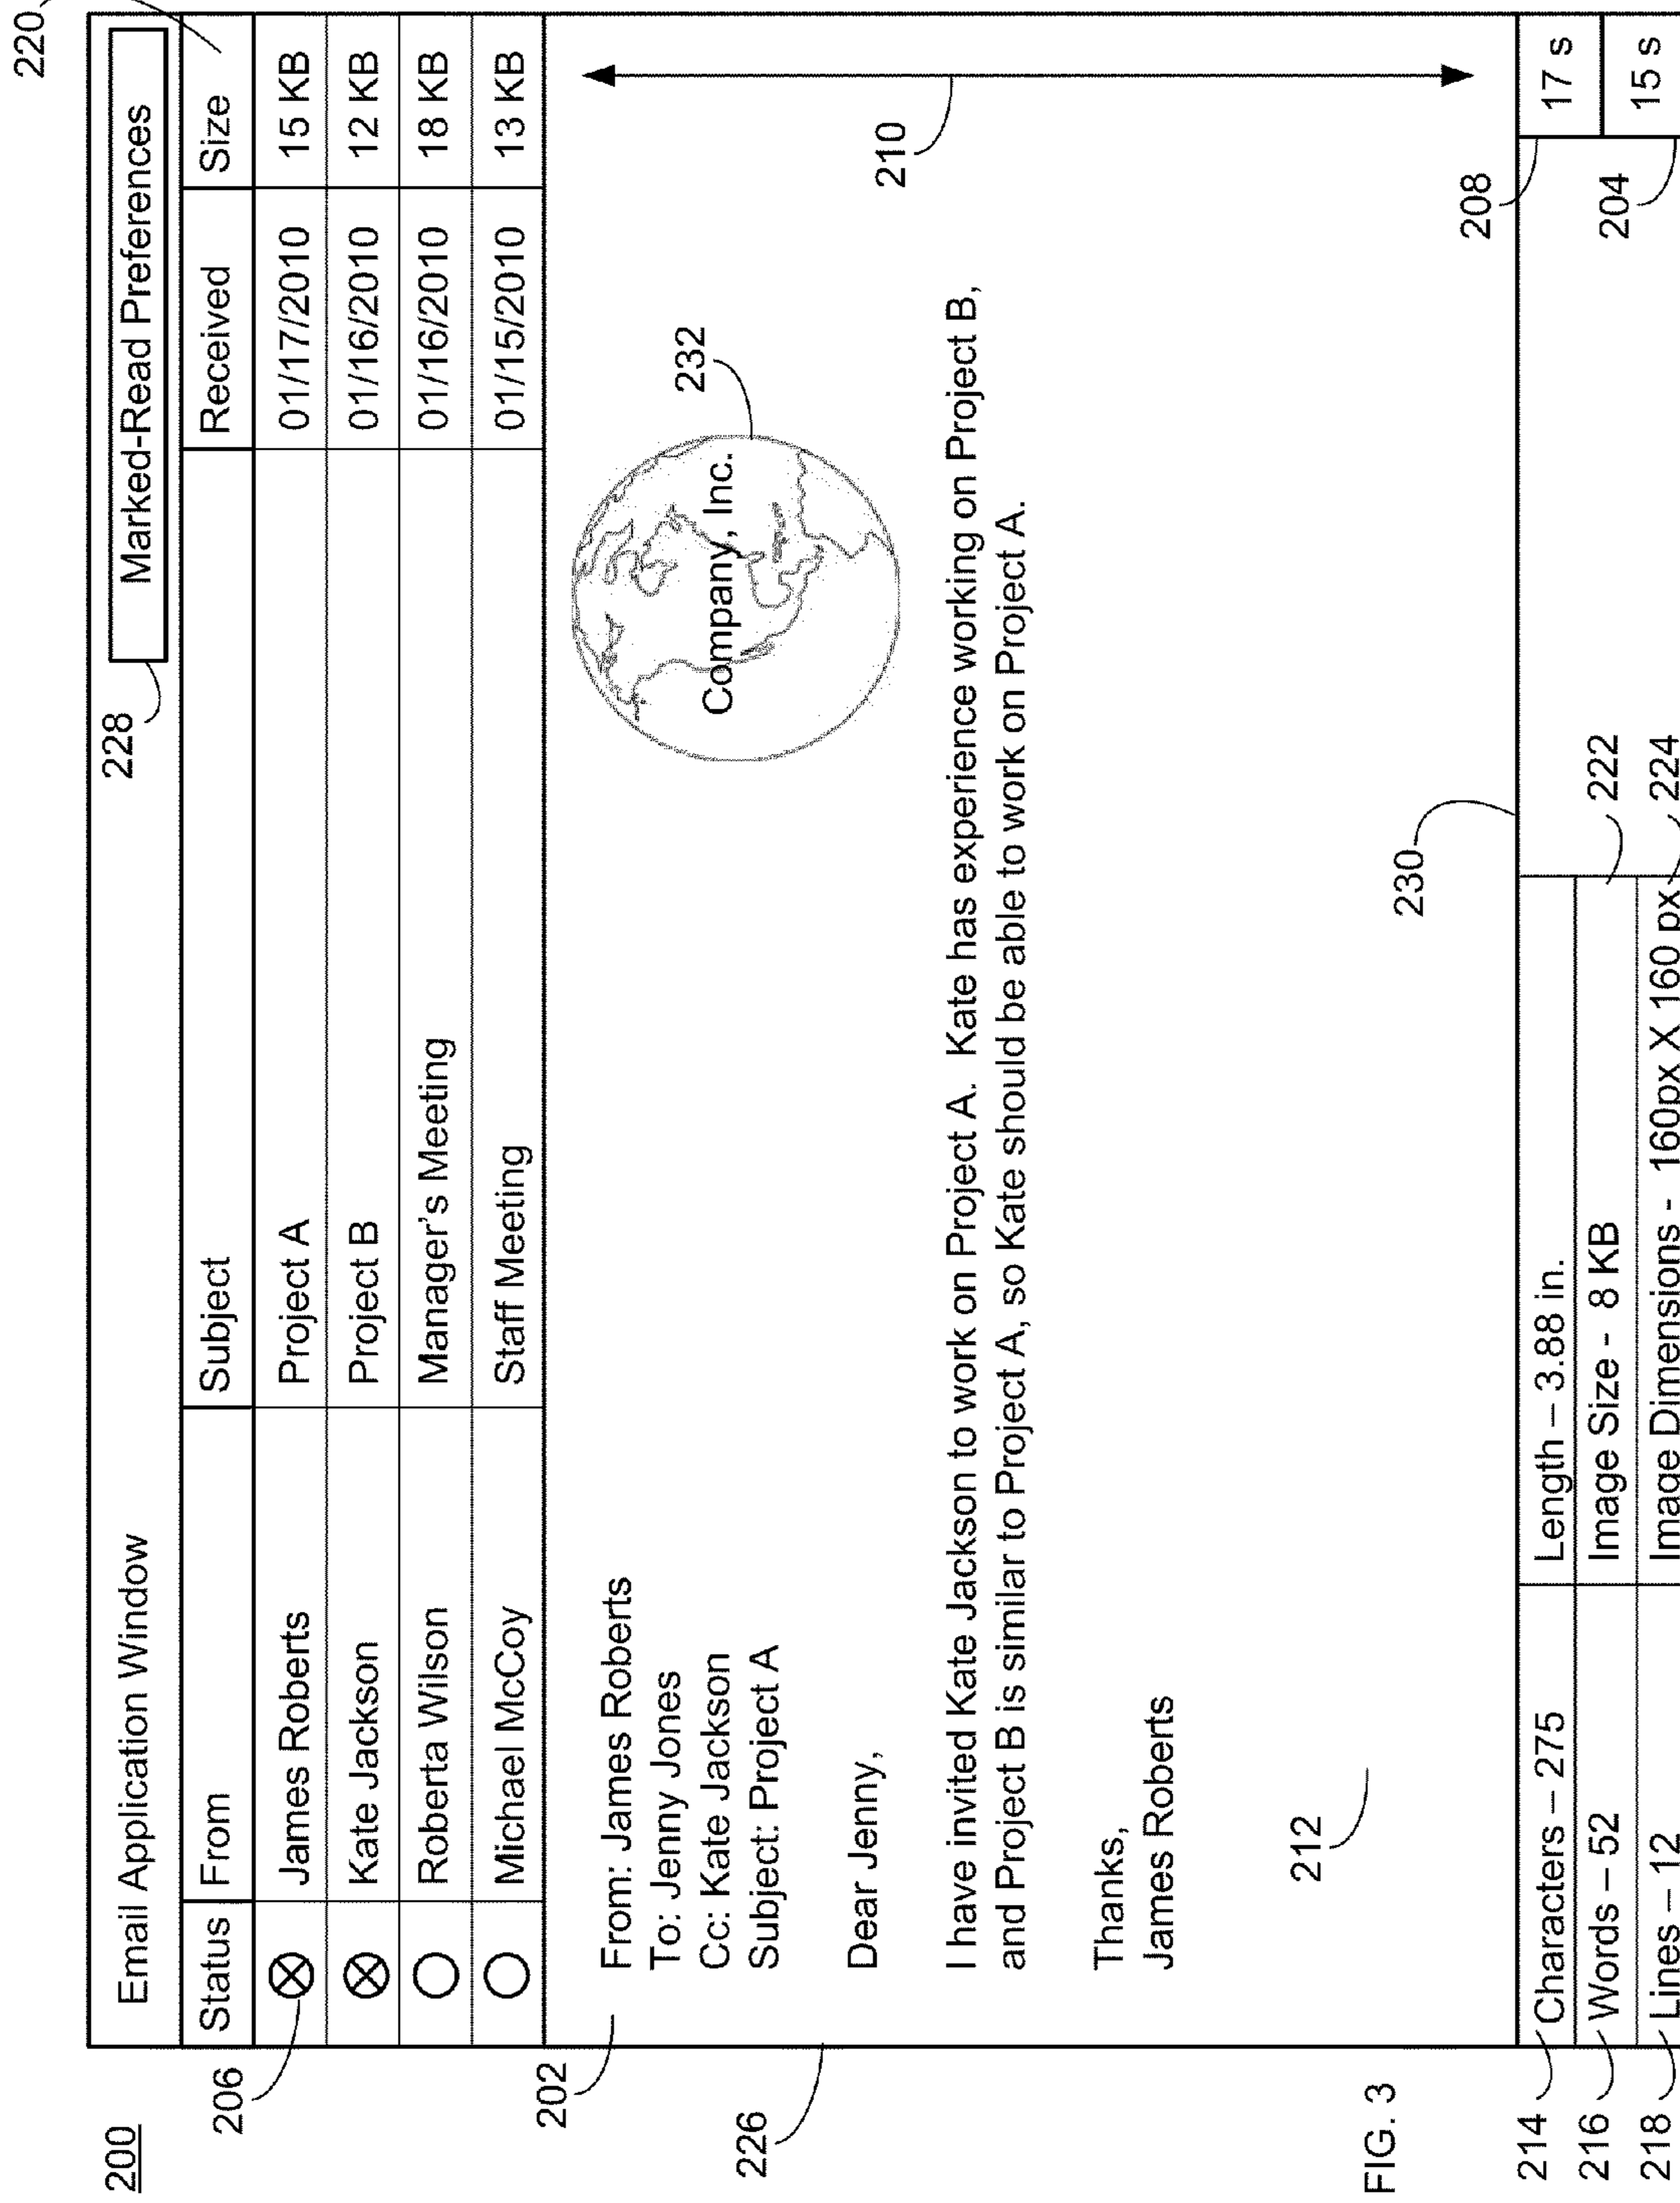 200
Email Application Window
228
Marked-Read Preferences
220
Status From Subject Received Size
206
James Roberts Project A 01/17/2010 15 KB
Kate Jackson Project B 01/16/2010 12 KB
Roberta Wilson Manager's Meeting 01/16/2010 18 KB
Michael McCoy Staff Meeting 01/15/2010 13 KB
202
From: James Roberts
To: Jenny Jones
Cc: Kate Jackson
Subject: Project A
232
Company, Inc.
226
Dear Jenny,
210
I have invited Kate Jackson to work on Project A. Kate has experience working on Project B,
and Project B is similar to Project A, so Kate should be able to work on Project A.
Thanks,
James Roberts
212
FIG. 3
230
208
214 Characters – 275 Length – 3.88 in. 17 s
216 Words – 52 Image Size - 8 KB 222
204
218 Lines – 12 Image Dimensions - 160px X 160 px 224 15 s